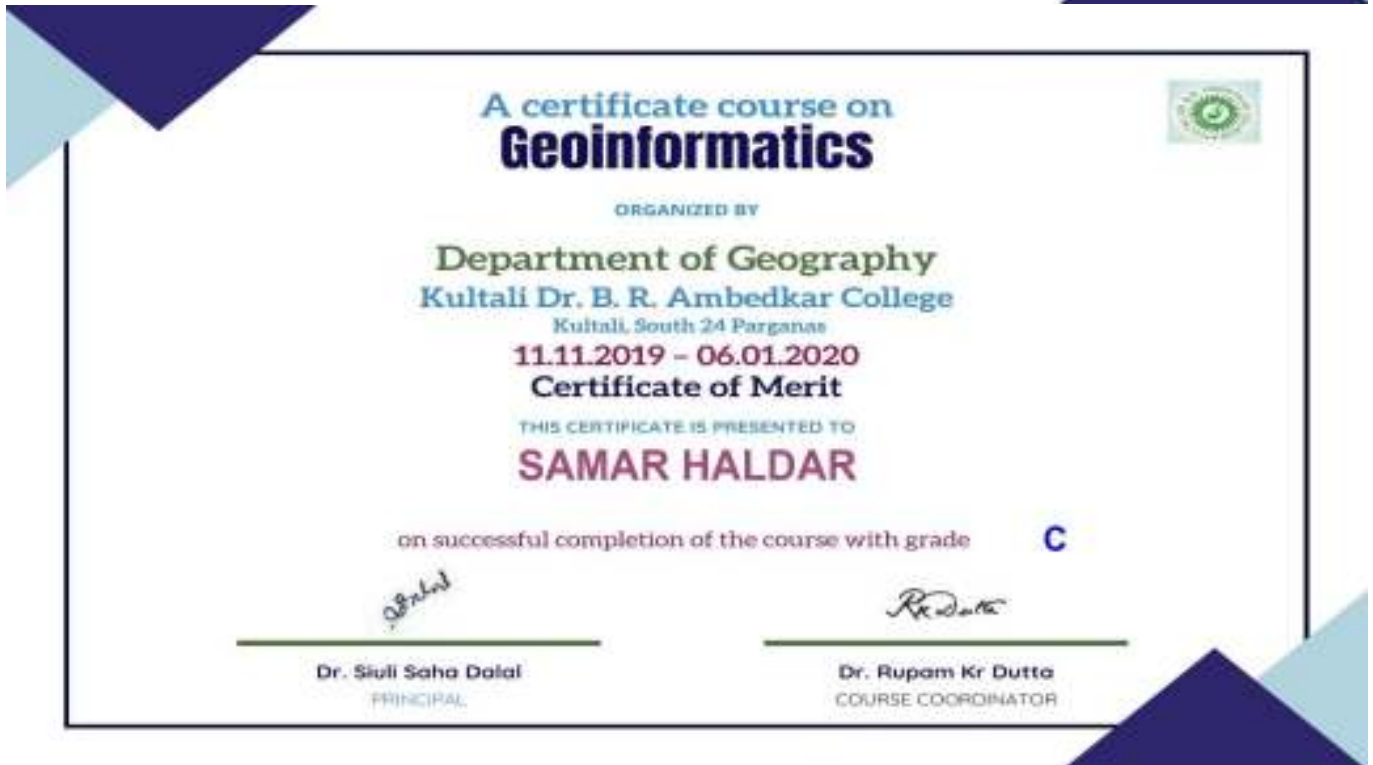 A certificate course on
Geoinformatics
ORGANIZED BY
Department of Geography
Kultali Dr. B. R. Ambedkar College
Kultali, South 24 Parganas
11.11.2019 – 06.01.2020
Certificate of Merit
THIS CERTIFICATE IS PRESENTED TO
SAMAR HALDAR
on successful completion of the course with grade C
RKDutta
Dr. Siuli Saha Dalal
PRINCIPAL
Dr. Rupam Kr Dutta
COURSE COORDINATOR